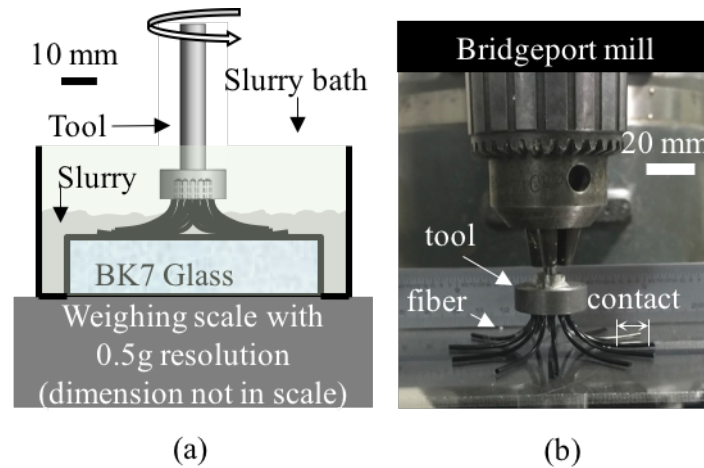 10 mm
Slurry bath
Tool
Slurry
BK7 Glass
Weighing scale with
0.5g resolution
(dimension not in scale)
(a)
Bridgeport mill
20 mm
tool
fiber
contact
(b)